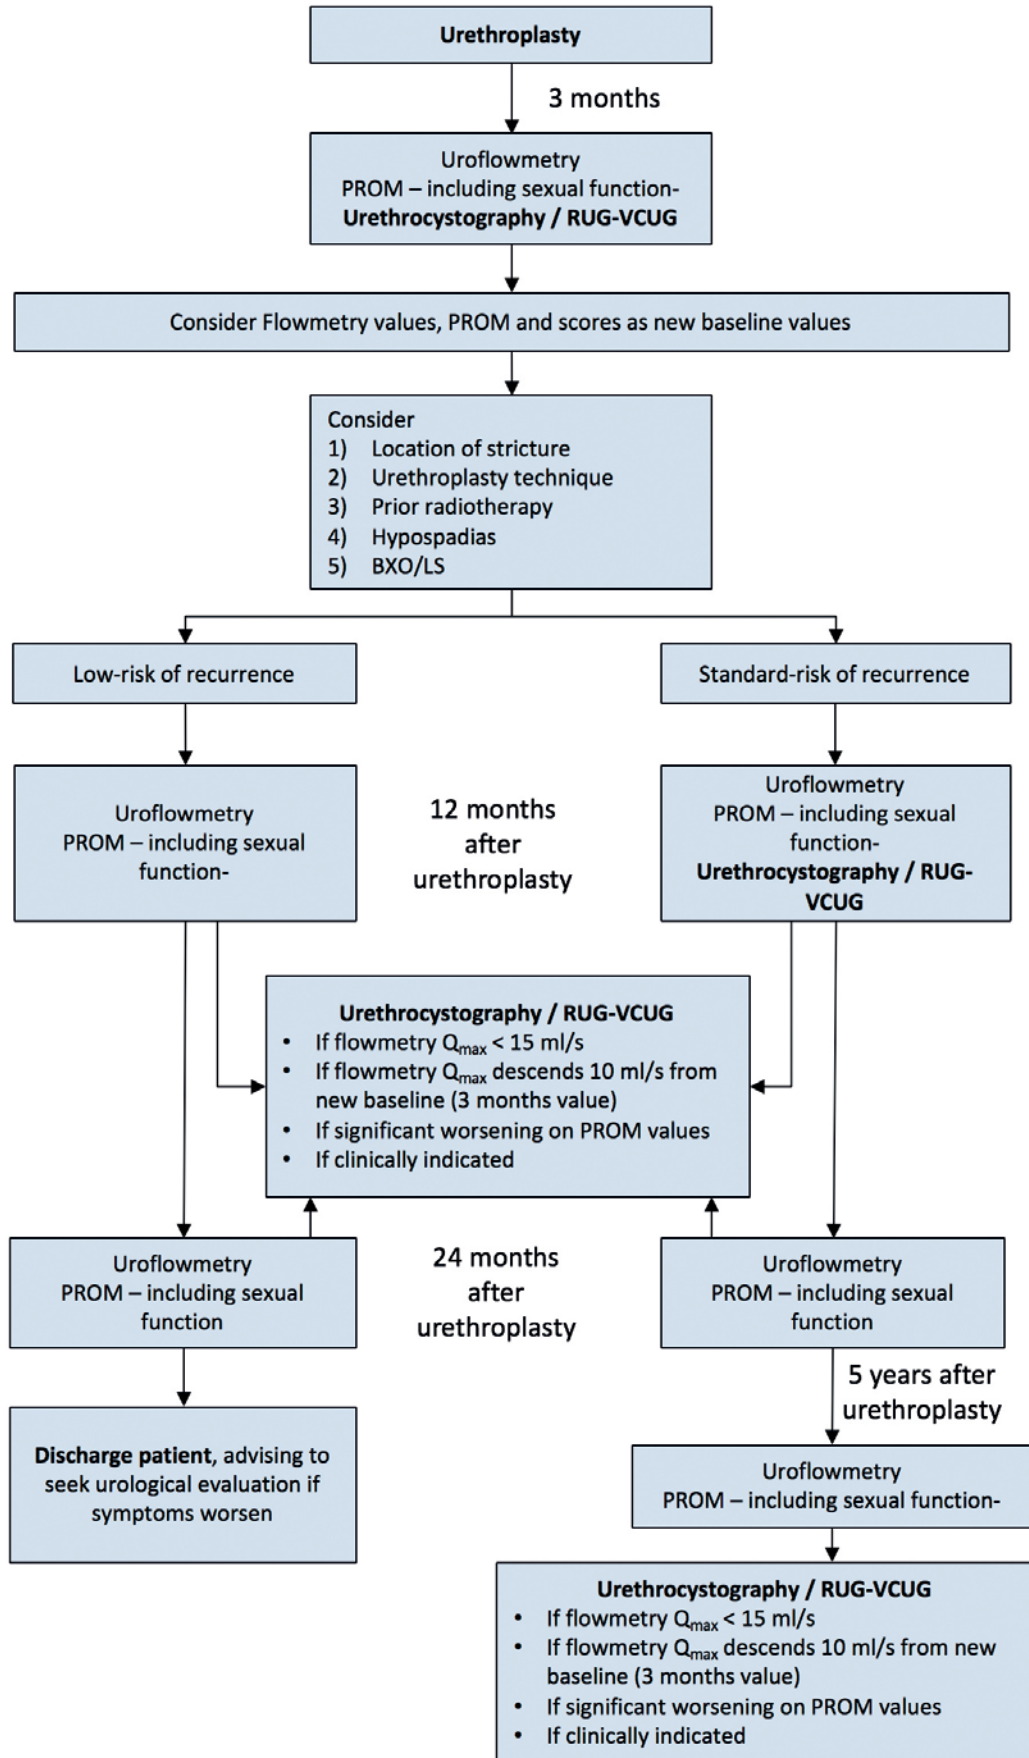 Urethroplasty
3 months
Uroflowmetry
PROM – including sexual function-
Urethrocystography / RUG-VCUG
Consider Flowmetry values, PROM and scores as new baseline values
Consider
1) Location of stricture
2) Urethroplasty technique
3) Prior radiotherapy
4) Hypospadias
5) BXO/LS
Low-risk of recurrence
Standard-risk of recurrence
Uroflowmetry
PROM – including sexual
function-
12 months
after
urethroplasty
Uroflowmetry
PROM – including sexual
function-
Urethrocystography / RUG-
VCUG
Urethrocystography / RUG-VCUG
• If flowmetry Qmax < 15 ml/s
• If flowmetry Qmax descends 10 ml/s from
new baseline (3 months value)
• If significant worsening on PROM values
• If clinically indicated
Uroflowmetry
PROM – including sexual
function
24 months
after
urethroplasty
Uroflowmetry
PROM – including sexual
function
5 years after
urethroplasty
Discharge patient, advising to
seek urological evaluation if
symptoms worsen
Uroflowmetry
PROM – including sexual function-
Urethrocystography / RUG-VCUG
• If flowmetry Qmax < 15 ml/s
• If flowmetry Qmax descends 10 ml/s from new
baseline (3 months value)
• If significant worsening on PROM values
• If clinically indicated